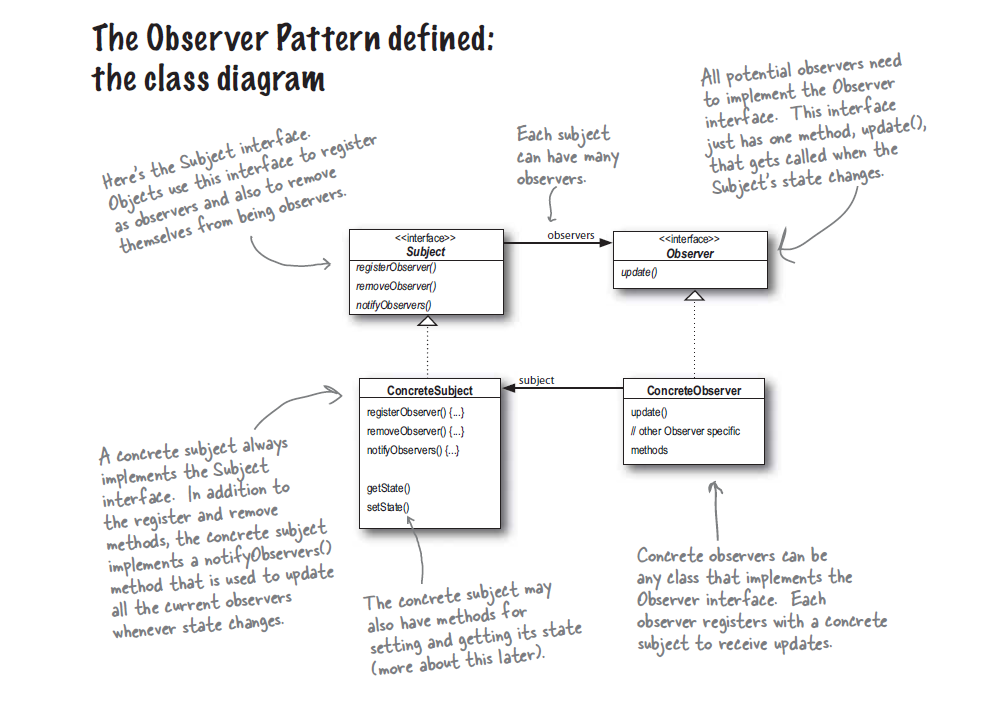 The Observer Pattern defined:
the class diagram
All potential observers need
to implement the Observer
interface. This interface
just has one method, update(),
that gets called when the
Subject's state changes.
Each subject
can have many
observers.
Here's the Subject interface.
Objects use this interface to register
as observers and also to remove
themselves from being observers.
observers
<<interface>>
Subject
registerObserver()
removeObserver()
notifyObservers()
<<interface>>
Observer
update()
subject
ConcreteSubject
registerObserver() {...}
removeObserver() {...}
notifyObservers() {...}
getState()
setState()
ConcreteObserver
update()
// other Observer specific
methods
A concrete subject always
implements the Subject
interface. In addition to
the register and remove
methods, the concrete subject
implements a notifyObservers()
method that is used to update
all the current observers
whenever state changes.
The concrete subject may
also have methods for
setting and getting its state
(more about this later).
Concrete observers can be
any class that implements the
Observer interface. Each
observer registers with a concrete
subject to receive updates.